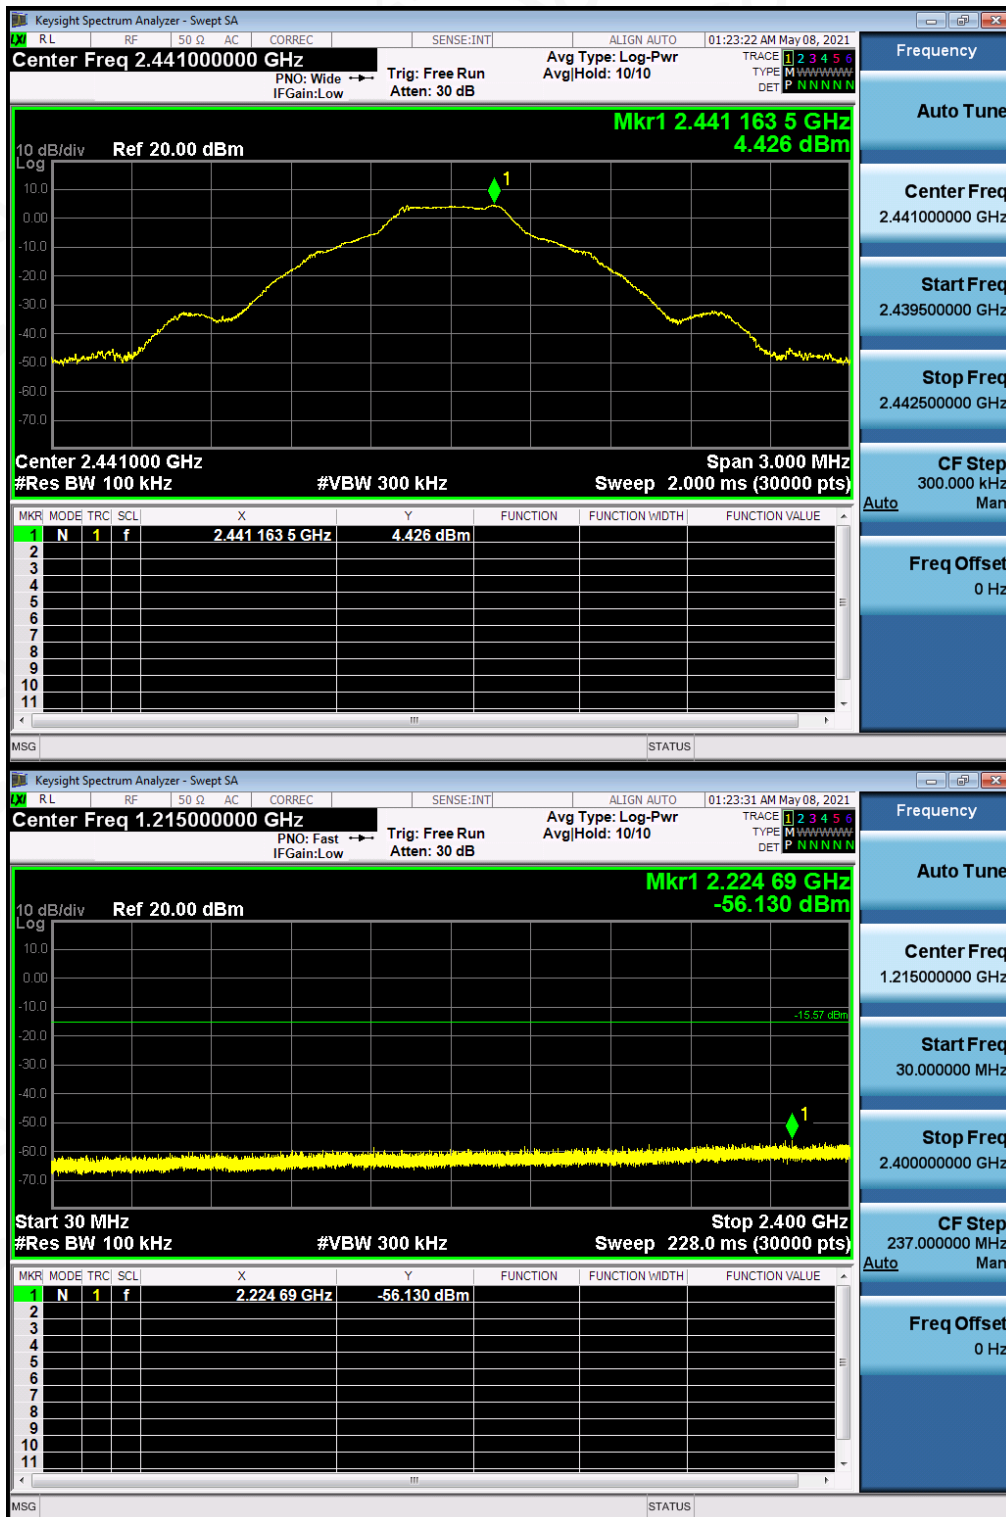 Keysight Spectrum Analyzer - Swept SA
LXI RL RF 50 Ω AC CORREC SENSE:INT ALIGN AUTO 01:23:22 AM May 08, 2021
Center Freq 2.441000000 GHz
PNO: Wide
IFGain:Low
Trig: Free Run
Atten: 30 dB
Avg Type: Log-Pwr
Avg|Hold: 10/10
TRACE 1 2 3 4 5 6
TYPE M W W W W W
DET P N N N N N
Mkr1 2.441 163 5 GHz
4.426 dBm
10 dB/div
Log
Ref 20.00 dBm
1
10.0
0.00
-10.0
-20.0
-30.0
-40.0
-50.0
-60.0
-70.0
Center 2.441000 GHz Span 3.000 MHz
#Res BW 100 kHz #VBW 300 kHz Sweep 2.000 ms (30000 pts)
MKR MODE TRC SCL X Y FUNCTION FUNCTION WIDTH FUNCTION VALUE
1 N 1 f 2.441 163 5 GHz 4.426 dBm
2
3
4
5
6
7
8
9
10
11
MSG STATUS
Frequency
Auto Tune
Center Freq
2.441000000 GHz
Start Freq
2.439500000 GHz
Stop Freq
2.442500000 GHz
CF Step
300.000 kHz
Auto Man
Freq Offset
0 Hz
Keysight Spectrum Analyzer - Swept SA
LXI RL RF 50 Ω AC CORREC SENSE:INT ALIGN AUTO 01:23:31 AM May 08, 2021
Center Freq 1.215000000 GHz
PNO: Fast
IFGain:Low
Trig: Free Run
Atten: 30 dB
Avg Type: Log-Pwr
Avg|Hold: 10/10
TRACE 1 2 3 4 5 6
TYPE M W W W W W
DET P N N N N N
Mkr1 2.224 69 GHz
-56.130 dBm
10 dB/div
Log
Ref 20.00 dBm
10.0
0.00
-10.0
-15.57 dBm
-20.0
-30.0
-40.0
-50.0
1
-60.0
-70.0
Start 30 MHz Stop 2.400 GHz
#Res BW 100 kHz #VBW 300 kHz Sweep 228.0 ms (30000 pts)
MKR MODE TRC SCL X Y FUNCTION FUNCTION WIDTH FUNCTION VALUE
1 N 1 f 2.224 69 GHz -56.130 dBm
2
3
4
5
6
7
8
9
10
11
MSG STATUS
Frequency
Auto Tune
Center Freq
1.215000000 GHz
Start Freq
30.000000 MHz
Stop Freq
2.400000000 GHz
CF Step
237.000000 MHz
Auto Man
Freq Offset
0 Hz